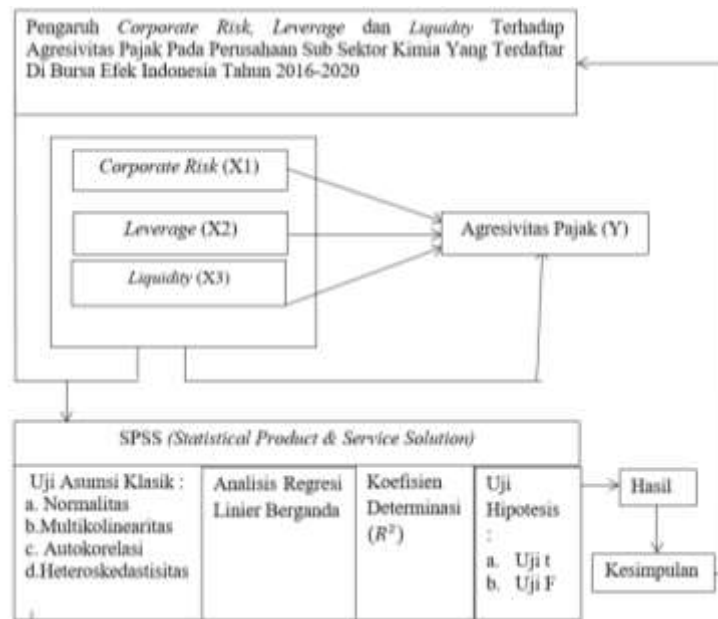 Pengaruh Corporate Risk, Leverage dan Liquidity Terhadap
Agresivitas Pajak Pada Perusahaan Sub Sektor Kimia Yang Terdaftar
Di Bursa Efek Indonesia Tahun 2016-2020
Corporate Risk (X1)
Leverage (X2)
Liquidity (X3)
Agresivitas Pajak (Y)
SPSS (Statistical Product & Service Solution)
Uji Asumsi Klasik :
a. Normalitas
b.Multikolinearitas
c. Autokorelasi
d.Heteroskedastisitas
Analisis Regresi
Linier Berganda
Koefisien
Determinasi
(R²)
Uji
Hipotesis
:
a. Uji t
b. Uji F
Hasil
Kesimpulan